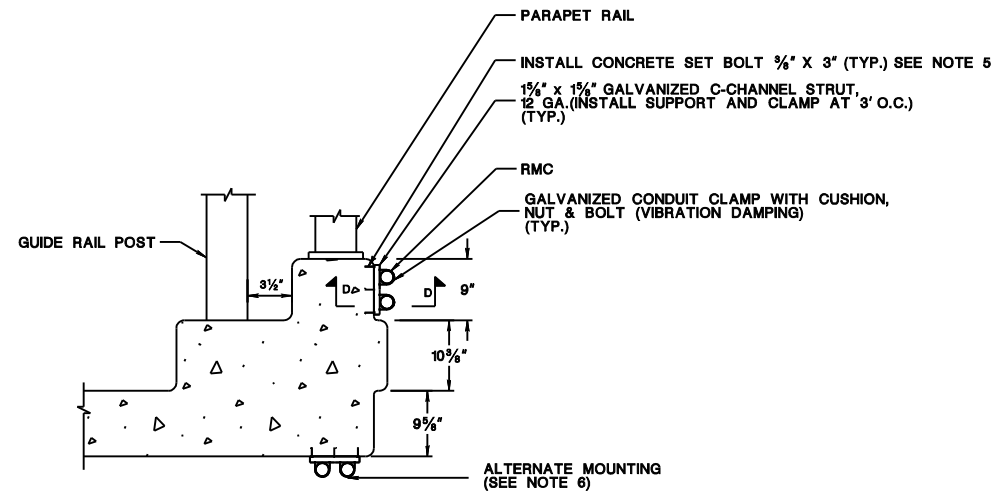 PARAPET RAIL
INSTALL CONCRETE SET BOLT ⅜" X 3" (TYP.) SEE NOTE 5
1⅝" x 1⅝" GALVANIZED C-CHANNEL STRUT,
12 GA.(INSTALL SUPPORT AND CLAMP AT 3' O.C.)
(TYP.)
RMC
GALVANIZED CONDUIT CLAMP WITH CUSHION,
NUT & BOLT (VIBRATION DAMPING)
(TYP.)
GUIDE RAIL POST
3½"
D
D
9"
10⅜"
9⅝"
ALTERNATE MOUNTING
(SEE NOTE 6)